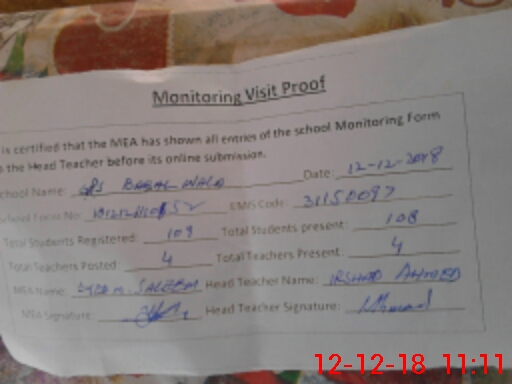 Monitoring Visit Proof
is certified that the MEA has shown all entries of the school Monitoring Form
the Head Teacher before its online submission.
School Name: GPS BABAL WALA Date: 12-12-2018
School Form No: EMIS Code: 31150097
Total Students Registered: 109 Total Students present: 108
Total Teachers Posted: 4 Total Teachers Present: 4
MEA Name: SALEEM Head Teacher Name: IRSHAD AHMED
MEA Signature: Head Teacher Signature:
12-12-18 11:11